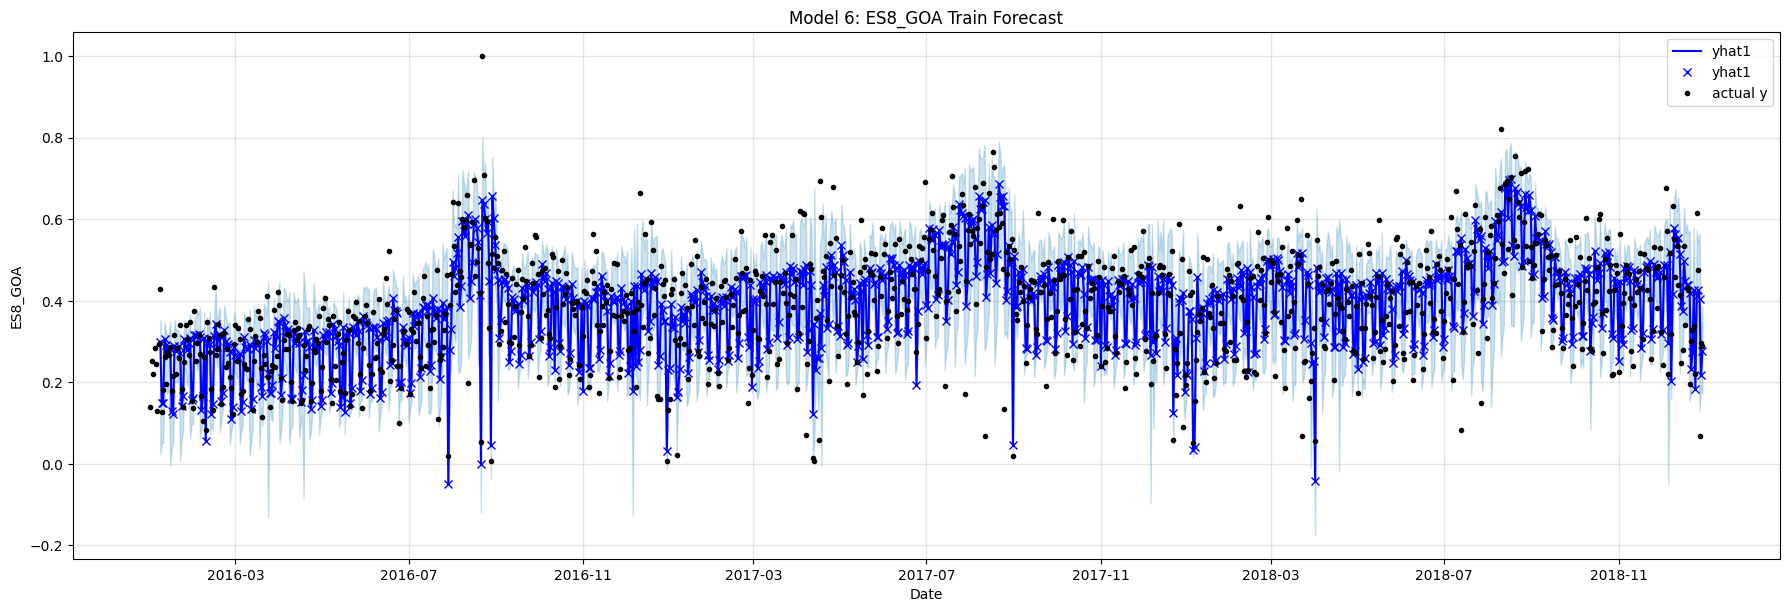 Model 6: ES8_GOA Train Forecast
yhat1
yhat1
actual y
1.0
0.8
0.6
0.4
0.2
0.0
−0.2
ES8_GOA
2016-03 2016-07 2016-11 2017-03 2017-07 2017-11 2018-03 2018-07 2018-11
Date